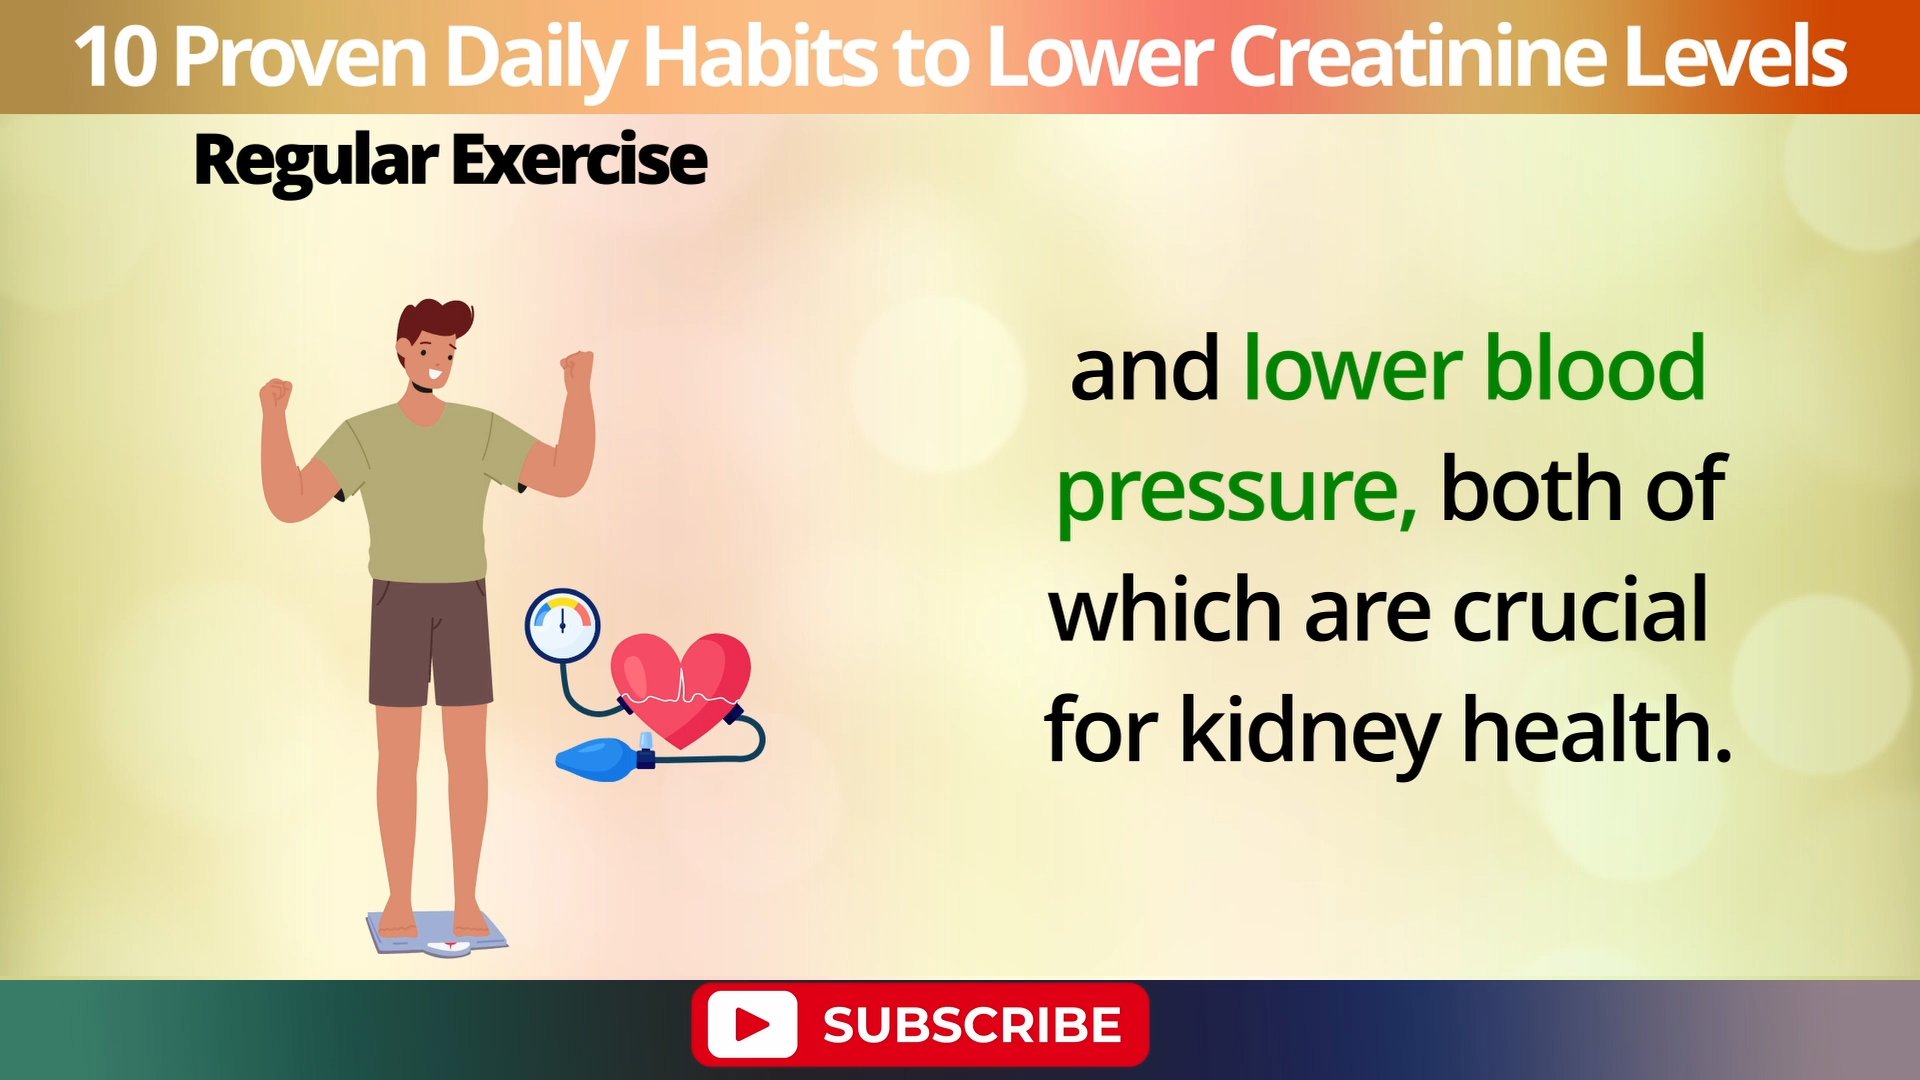 10 Proven Daily Habits to Lower Creatinine Levels
Regular Exercise
and lower blood
pressure, both of
which are crucial
for kidney health.
SUBSCRIBE